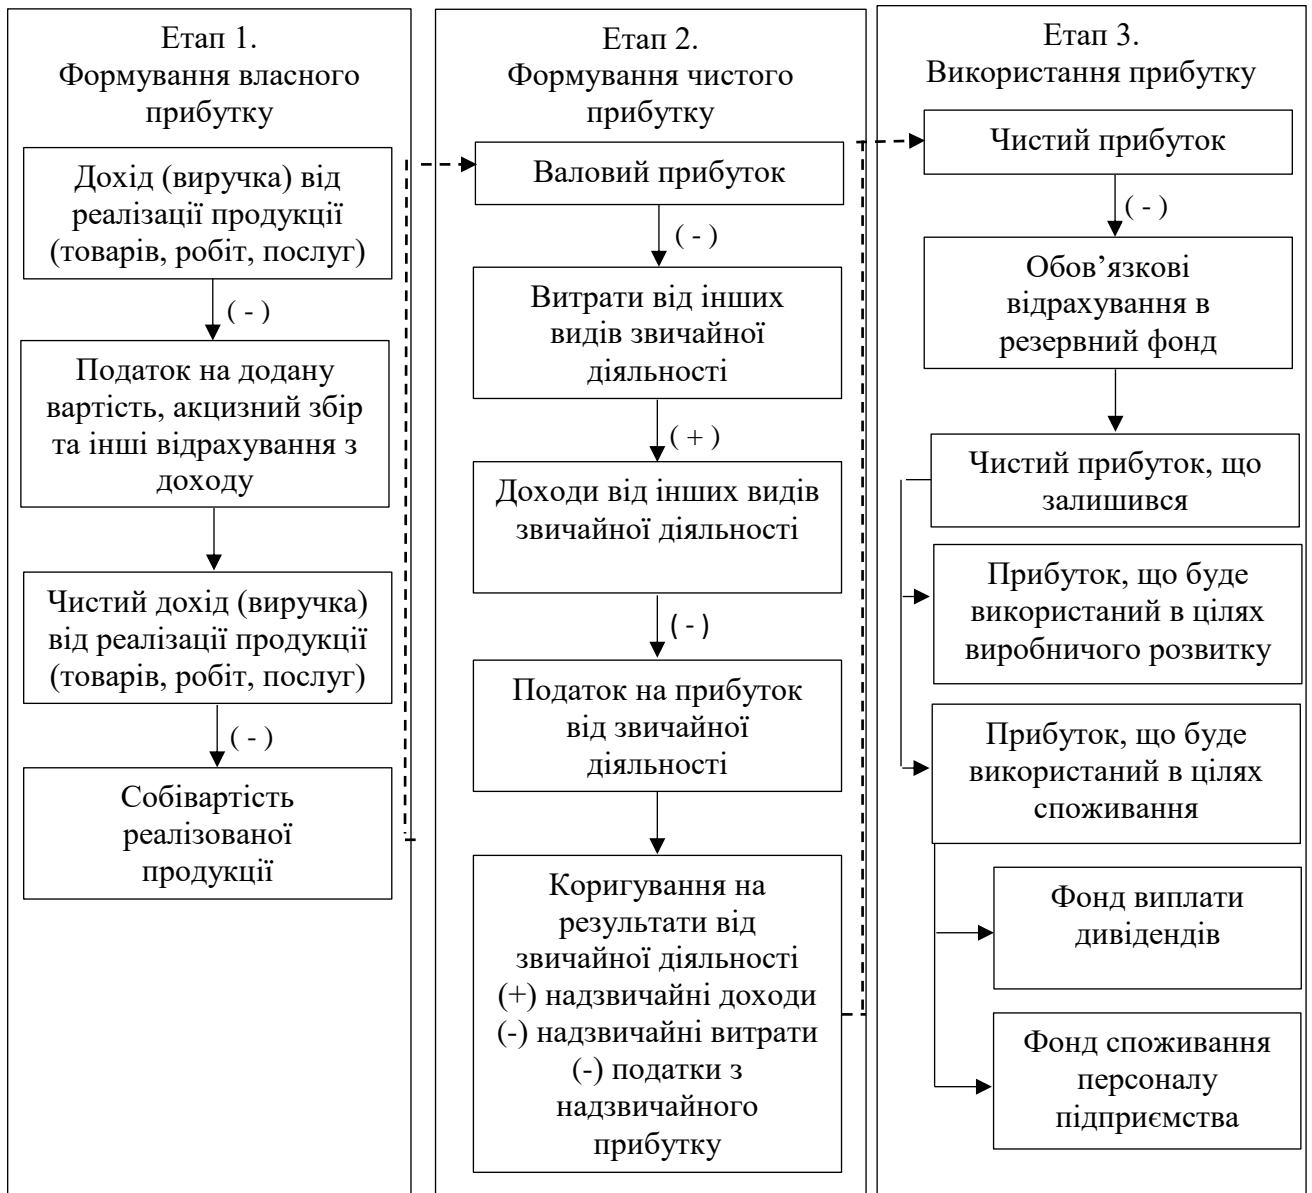 Етап 1.
Формування власного
прибутку
Дохід (виручка) від
реалізації продукції
(товарів, робіт, послуг)
( - )
Податок на додану
вартість, акцизний збір
та інші відрахування з
доходу
Чистий дохід (виручка)
від реалізації продукції
(товарів, робіт, послуг)
( - )
Собівартість
реалізованої
продукції
Етап 2.
Формування чистого
прибутку
Валовий прибуток
( - )
Витрати від інших
видів звичайної
діяльності
( + )
Доходи від інших видів
звичайної діяльності
( - )
Податок на прибуток
від звичайної
діяльності
Коригування на
результати від
звичайної діяльності
(+) надзвичайні доходи
(-) надзвичайні витрати
(-) податки з
надзвичайного
прибутку
Етап 3.
Використання прибутку
Чистий прибуток
( - )
Обов’язкові
відрахування в
резервний фонд
Чистий прибуток, що
залишився
Прибуток, що буде
використаний в цілях
виробничого розвитку
Прибуток, що буде
використаний в цілях
споживання
Фонд виплати
дивідендів
Фонд споживання
персоналу
підприємства